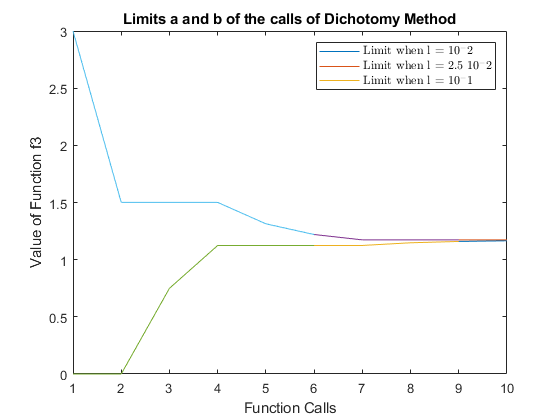 Limits a and b of the calls of Dichotomy Method
Limit when l = 10⁻2
Limit when l = 2.5 10⁻2
Limit when l = 10⁻1
Value of Function f3
3
2.5
2
1.5
1
0.5
0
1 2 3 4 5 6 7 8 9 10
Function Calls